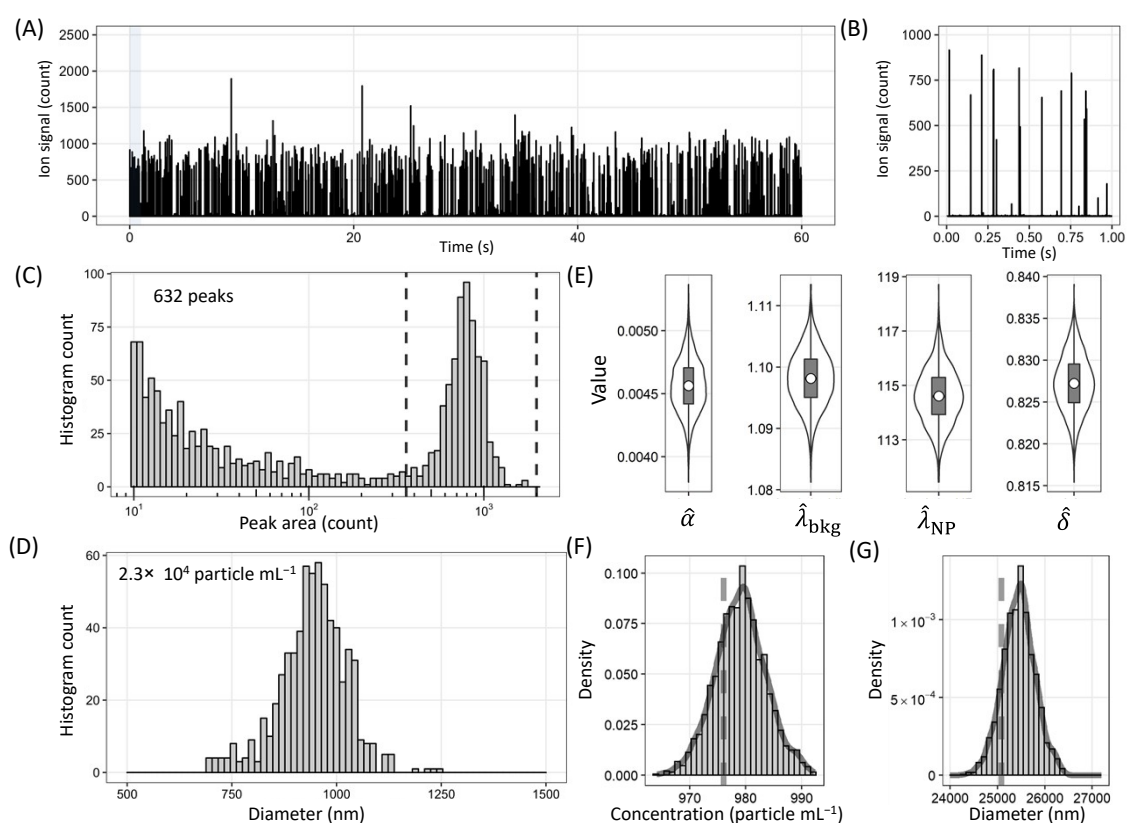 (A)
2500
2000
1500
1000
500
0
Ion signal (count)
0
20
40
60
Time (s)
(B)
1000
750
500
250
0
Ion signal (count)
0.00
0.25
0.50
0.75
1.00
Time (s)
(C)
632 peaks
100
75
50
25
0
Histogram count
10¹
10²
10³
Peak area (count)
(E)
Value
0.0050
0.0045
0.0040
α̂
1.11
1.10
1.09
1.08
λ̂bkg
119
117
115
113
λ̂NP
0.840
0.835
0.830
0.825
0.820
0.815
δ̂
(D)
2.3× 10⁴ particle mL⁻¹
60
40
20
0
Histogram count
500
750
1000
1250
1500
Diameter (nm)
(F)
0.100
0.075
0.050
0.025
0.000
Density
970
980
990
Concentration (particle mL⁻¹)
(G)
1 × 10⁻³
5 × 10⁻⁴
0
Density
24000
25000
26000
27000
Diameter (nm)